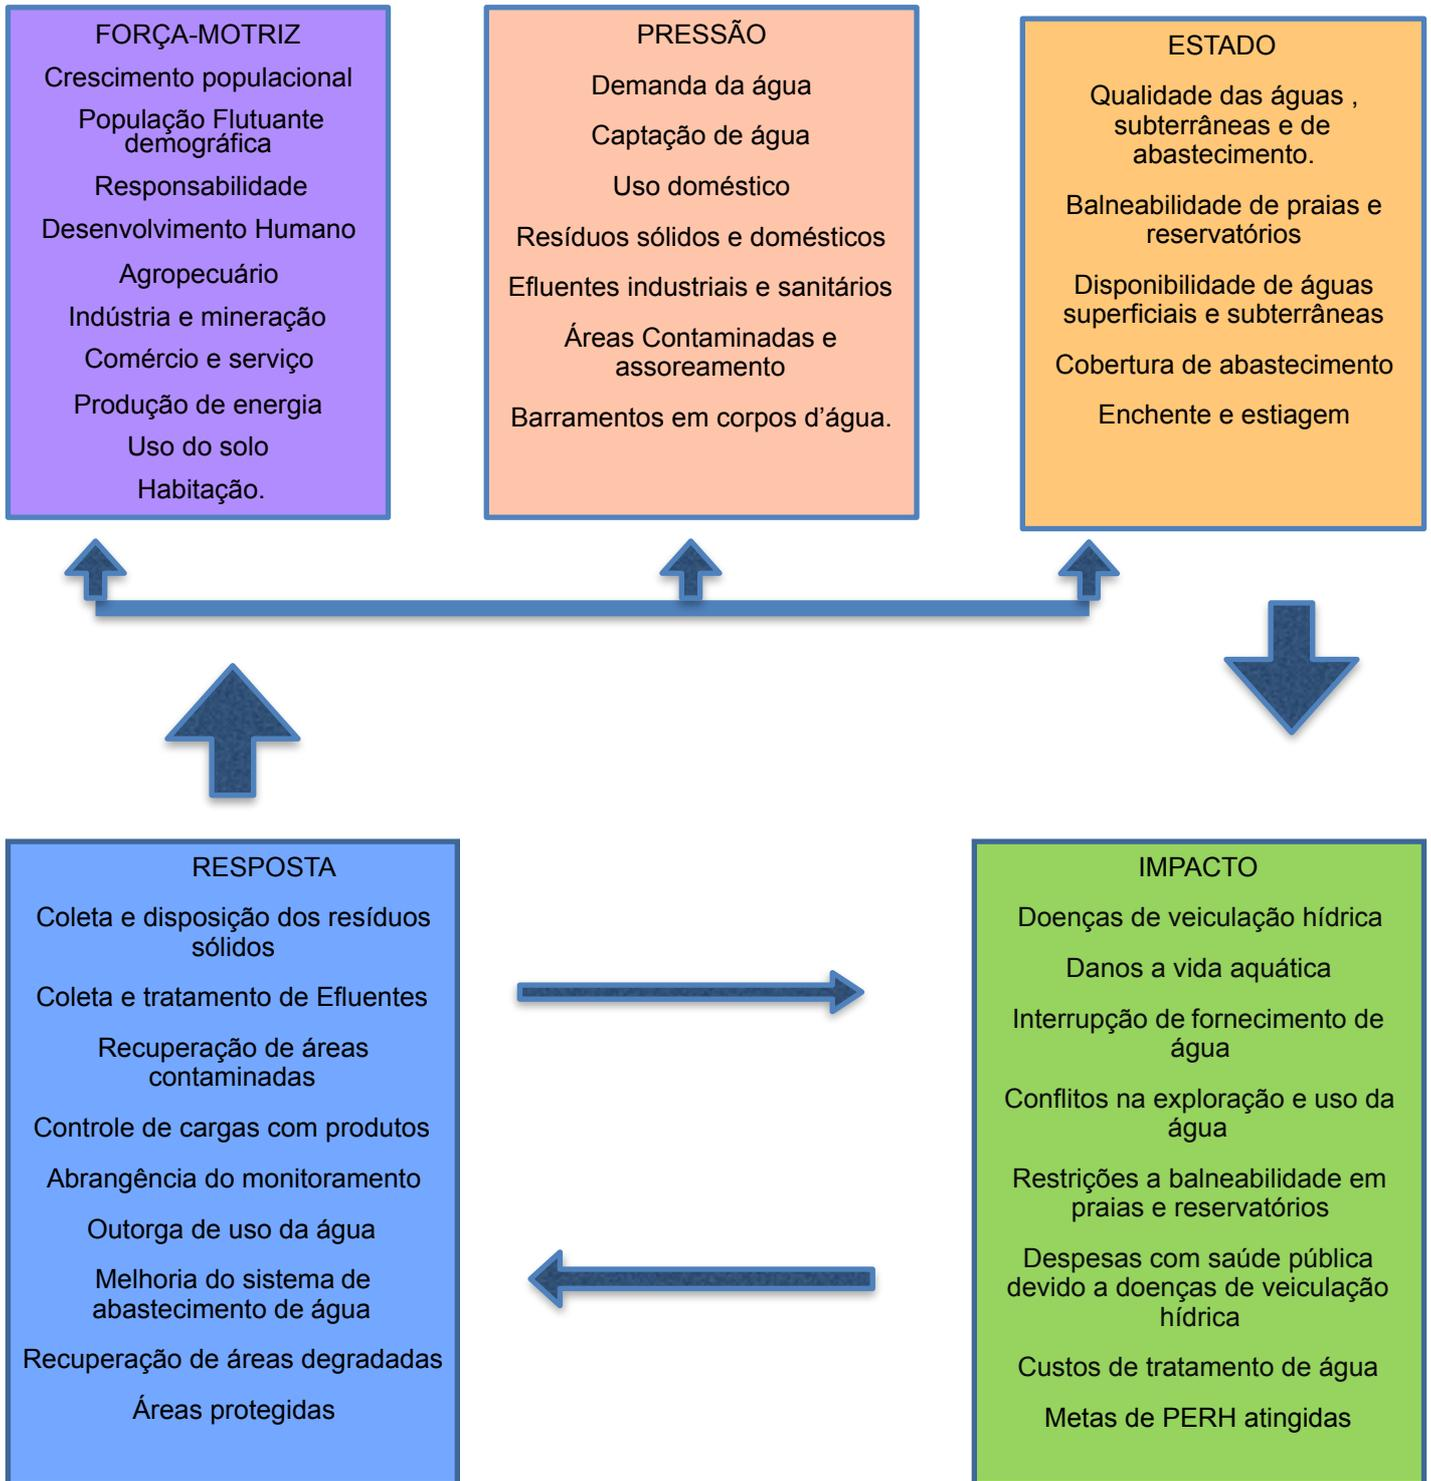 FORÇA-MOTRIZ
Crescimento populacional
População Flutuante
demográfica
Responsabilidade
Desenvolvimento Humano
Agropecuário
Indústria e mineração
Comércio e serviço
Produção de energia
Uso do solo
Habitação.
PRESSÃO
Demanda da água
Captação de água
Uso doméstico
Resíduos sólidos e domésticos
Efluentes industriais e sanitários
Áreas Contaminadas e
assoreamento
Barramentos em corpos d’água.
ESTADO
Qualidade das águas ,
subterrâneas e de
abastecimento.
Balneabilidade de praias e
reservatórios
Disponibilidade de águas
superficiais e subterrâneas
Cobertura de abastecimento
Enchente e estiagem
RESPOSTA
Coleta e disposição dos resíduos
sólidos
Coleta e tratamento de Efluentes
Recuperação de áreas
contaminadas
Controle de cargas com produtos
Abrangência do monitoramento
Outorga de uso da água
Melhoria do sistema de
abastecimento de água
Recuperação de áreas degradadas
Áreas protegidas
IMPACTO
Doenças de veiculação hídrica
Danos a vida aquática
Interrupção de fornecimento de
água
Conflitos na exploração e uso da
água
Restrições a balneabilidade em
praias e reservatórios
Despesas com saúde pública
devido a doenças de veiculação
hídrica
Custos de tratamento de água
Metas de PERH atingidas